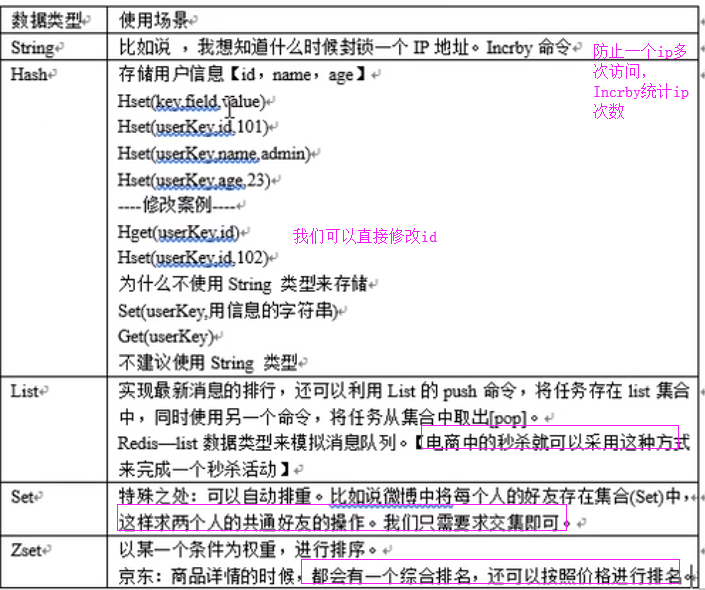 数据类型 使用场景
String 比如说 ，我想知道什么时候封锁一个 IP 地址。Incrby 命令
防止一个ip多
次访问，
Incrby统计ip
次数
Hash 存储用户信息【id，name，age】
Hset(key,field,value)
Hset(userKey,id,101)
Hset(userKey,name,admin)
Hset(userKey,age,23)
----修改案例----
Hget(userKey,id)
我们可以直接修改id
Hset(userKey,id,102)
为什么不使用 String 类型来存储
Set(userKey,用信息的字符串)
Get(userKey)
不建议使用 String 类型
List 实现最新消息的排行，还可以利用 List 的 push 命令，将任务存在 list 集合
中，同时使用另一个命令，将任务从集合中取出[pop]。
Redis—list 数据类型来模拟消息队列。【电商中的秒杀就可以采用这种方式
来完成一个秒杀活动】
Set 特殊之处：可以自动排重。比如说微博中将每个人的好友存在集合(Set)中，
这样求两个人的共通好友的操作。我们只需要求交集即可。
Zset 以某一个条件为权重，进行排序。
京东：商品详情的时候，都会有一个综合排名，还可以按照价格进行排名。